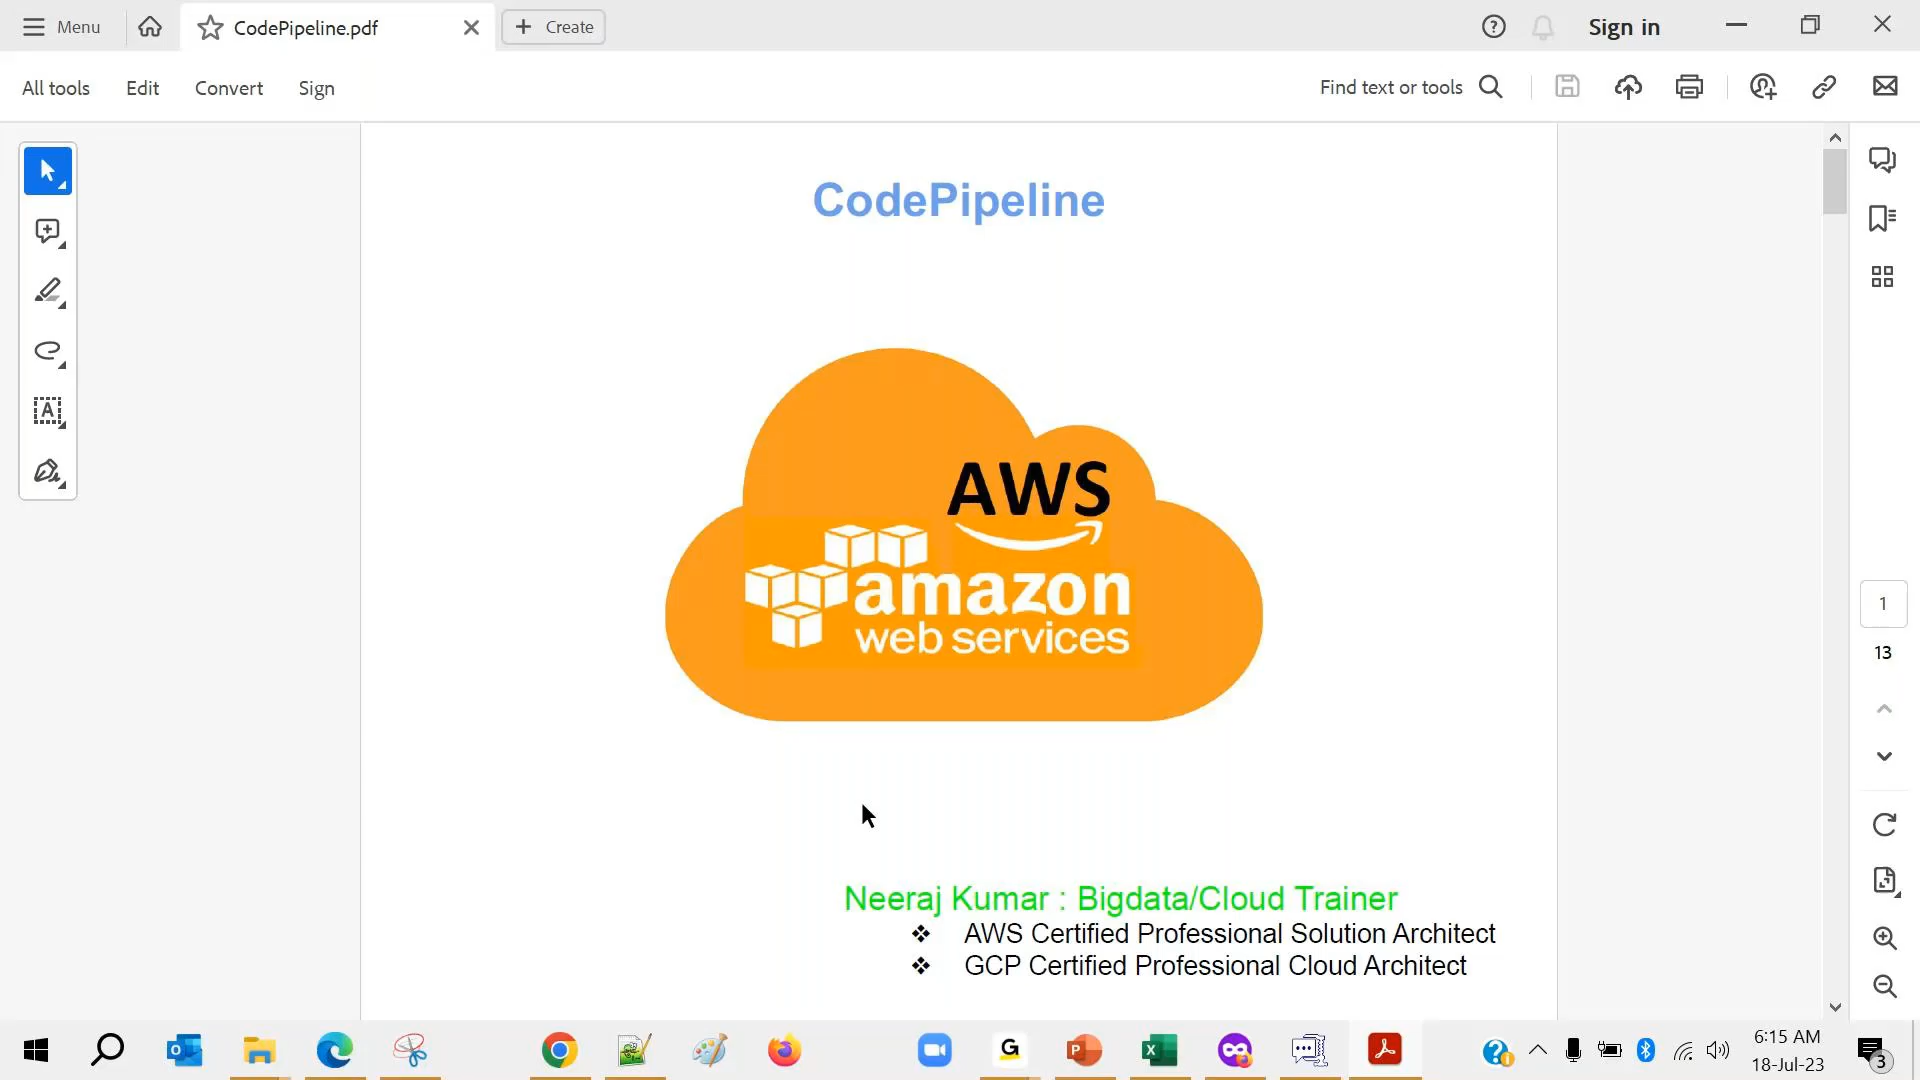 Menu
CodePipeline.pdf
Create
Sign in
All tools
Edit
Convert
Sign
Find text or tools
CodePipeline
AWS
amazon
web services
1
13
Neeraj Kumar : Bigdata/Cloud Trainer
❖ AWS Certified Professional Solution Architect
❖ GCP Certified Professional Cloud Architect
6:15 AM
18-Jul-23
3